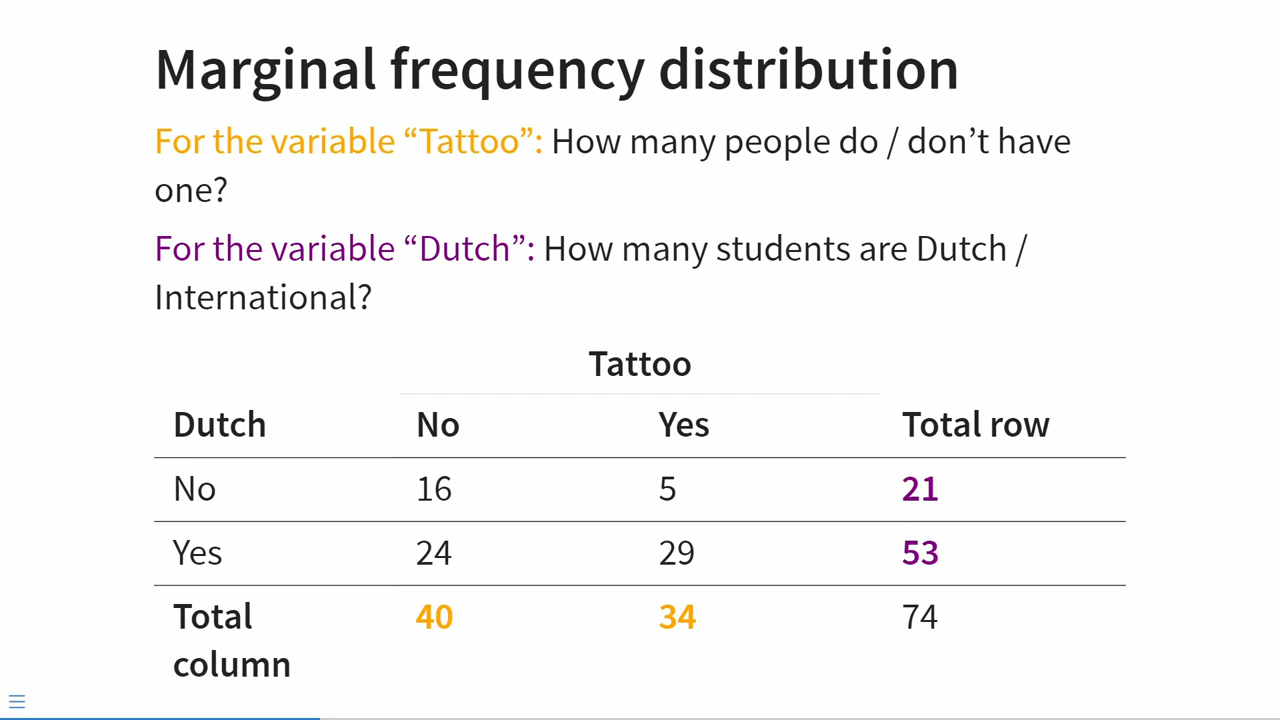 Marginal frequency distribution
For the variable “Tattoo”: How many people do / don’t have
one?
For the variable “Dutch”: How many students are Dutch /
International?
Tattoo
Dutch No Yes Total row
No 16 5 21
Yes 24 29 53
Total 40 34 74
column